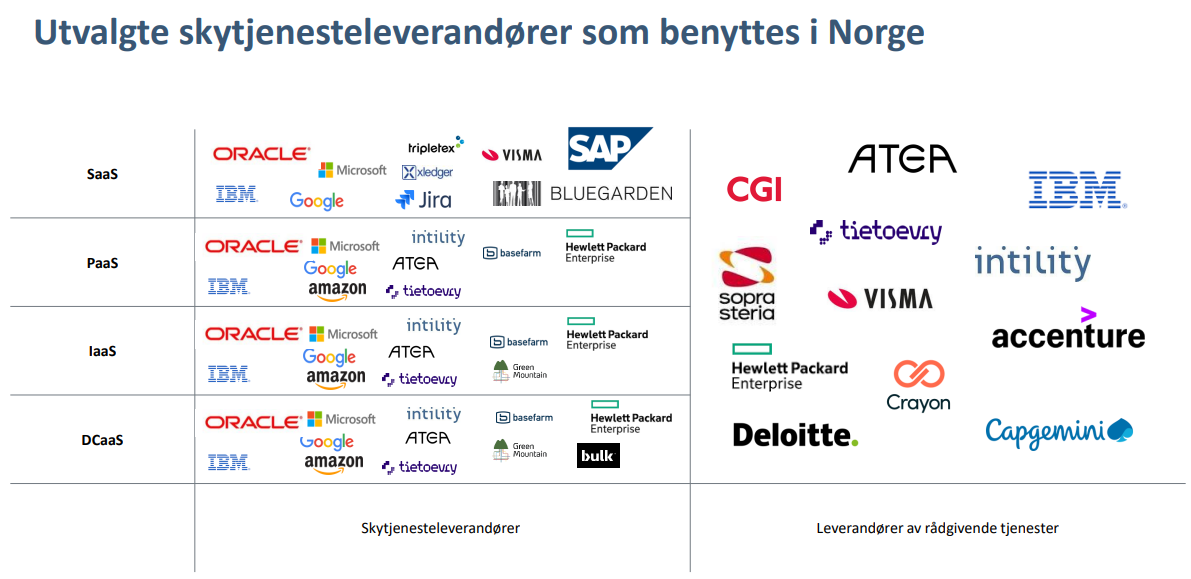 Utvalgte skytjenesteleverandører som benyttes i Norge
SaaS
ORACLE®
Microsoft
tripletex
VISMA
SAP
IBM
Google
xledger
Jira
BLUEGARDEN
PaaS
ORACLE®
Microsoft
intility
basefarm
Hewlett Packard
Enterprise
Google
ATEA
IBM
amazon
tietoevry
IaaS
ORACLE®
Microsoft
intility
basefarm
Hewlett Packard
Enterprise
Google
ATEA
IBM
amazon
tietoevry
Green
Mountain
DCaaS
ORACLE®
Microsoft
intility
basefarm
Hewlett Packard
Enterprise
Google
ATEA
Green
Mountain
bulk
IBM
amazon
tietoevry
ATEA
CGI
IBM®
tietoevry
intility
sopra
steria
VISMA
accenture
Hewlett Packard
Enterprise
Crayon
Deloitte.
Capgemini
Skytjenesteleverandører
Leverandører av rådgivende tjenester